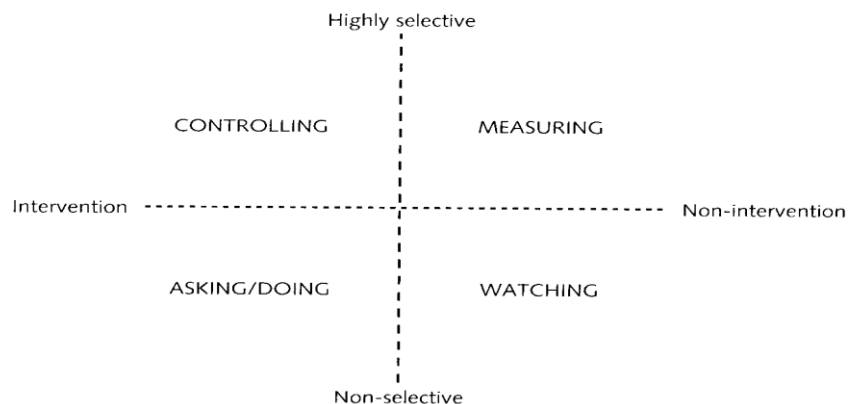 Highly selective
CONTROLLING MEASURING
Intervention Non-intervention
ASKING/DOING WATCHING
Non-selective